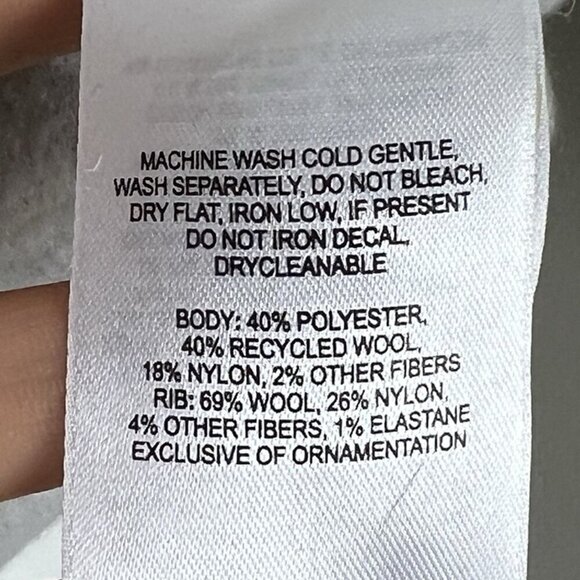 MACHINE WASH COLD GENTLE,
WASH SEPARATELY, DO NOT BLEACH,
DRY FLAT, IRON LOW, IF PRESENT
DO NOT IRON DECAL,
DRYCLEANABLE
BODY: 40% POLYESTER,
40% RECYCLED WOOL,
18% NYLON, 2% OTHER FIBERS
RIB: 69% WOOL, 26% NYLON,
4% OTHER FIBERS, 1% ELASTANE
EXCLUSIVE OF ORNAMENTATION